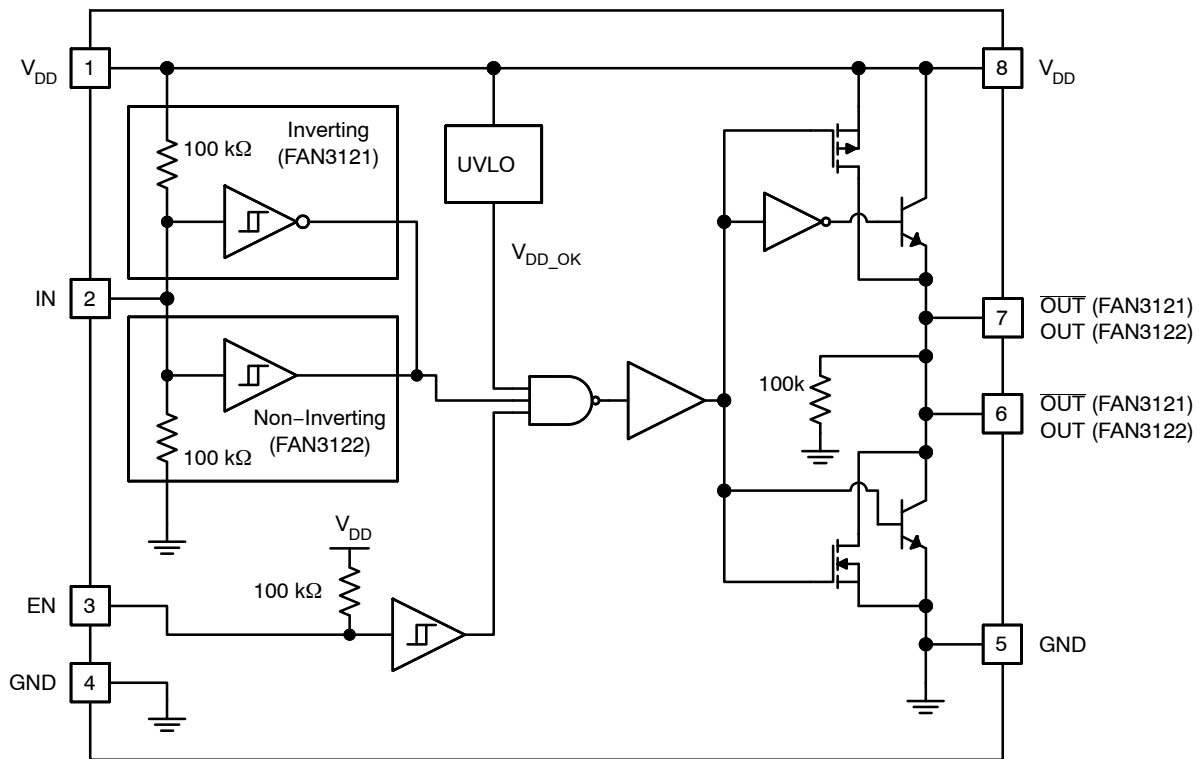 V_DD 1
8 V_DD
Inverting
(FAN3121)
100 kΩ
UVLO
V_DD_OK
IN 2
7 OUT (FAN3121)
OUT (FAN3122)
100k
6 OUT (FAN3121)
OUT (FAN3122)
Non−Inverting
(FAN3122)
100 kΩ
V_DD
100 kΩ
EN 3
5 GND
GND 4